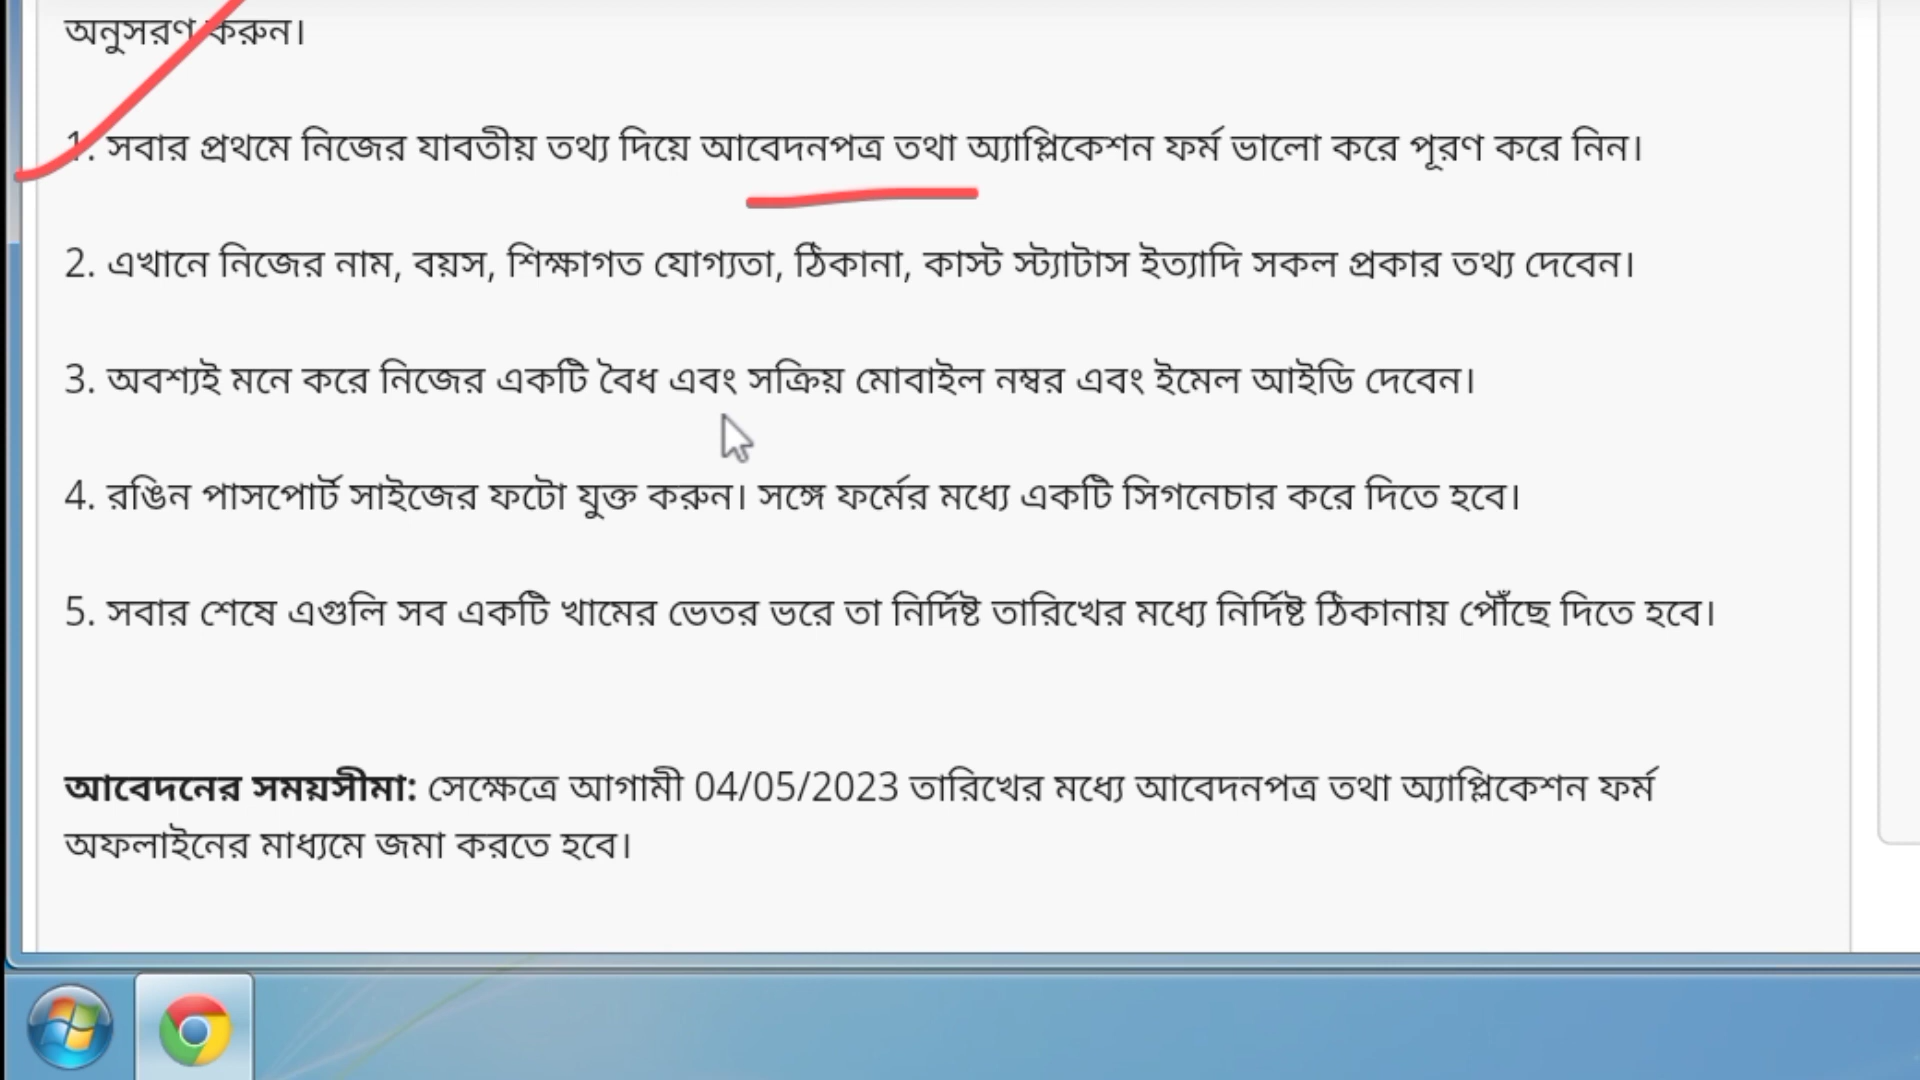 অনুসরণ করুন।
1. সবার প্রথমে নিজের যাবতীয় তথ্য দিয়ে আবেদনপত্র তথা অ্যাপ্লিকেশন ফর্ম ভালো করে পূরণ করে নিন।
2. এখানে নিজের নাম, বয়স, শিক্ষাগত যোগ্যতা, ঠিকানা, কাস্ট স্ট্যাটাস ইত্যাদি সকল প্রকার তথ্য দেবেন।
3. অবশ্যই মনে করে নিজের একটি বৈধ এবং সক্রিয় মোবাইল নম্বর এবং ইমেল আইডি দেবেন।
4. রঙিন পাসপোর্ট সাইজের ফটো যুক্ত করুন। সঙ্গে ফর্মের মধ্যে একটি সিগনেচার করে দিতে হবে।
5. সবার শেষে এগুলি সব একটি খামের ভেতর ভরে তা নির্দিষ্ট তারিখের মধ্যে নির্দিষ্ট ঠিকানায় পৌঁছে দিতে হবে।
আবেদনের সময়সীমা: সেক্ষেত্রে আগামী 04/05/2023 তারিখের মধ্যে আবেদনপত্র তথা অ্যাপ্লিকেশন ফর্ম
অফলাইনের মাধ্যমে জমা করতে হবে।